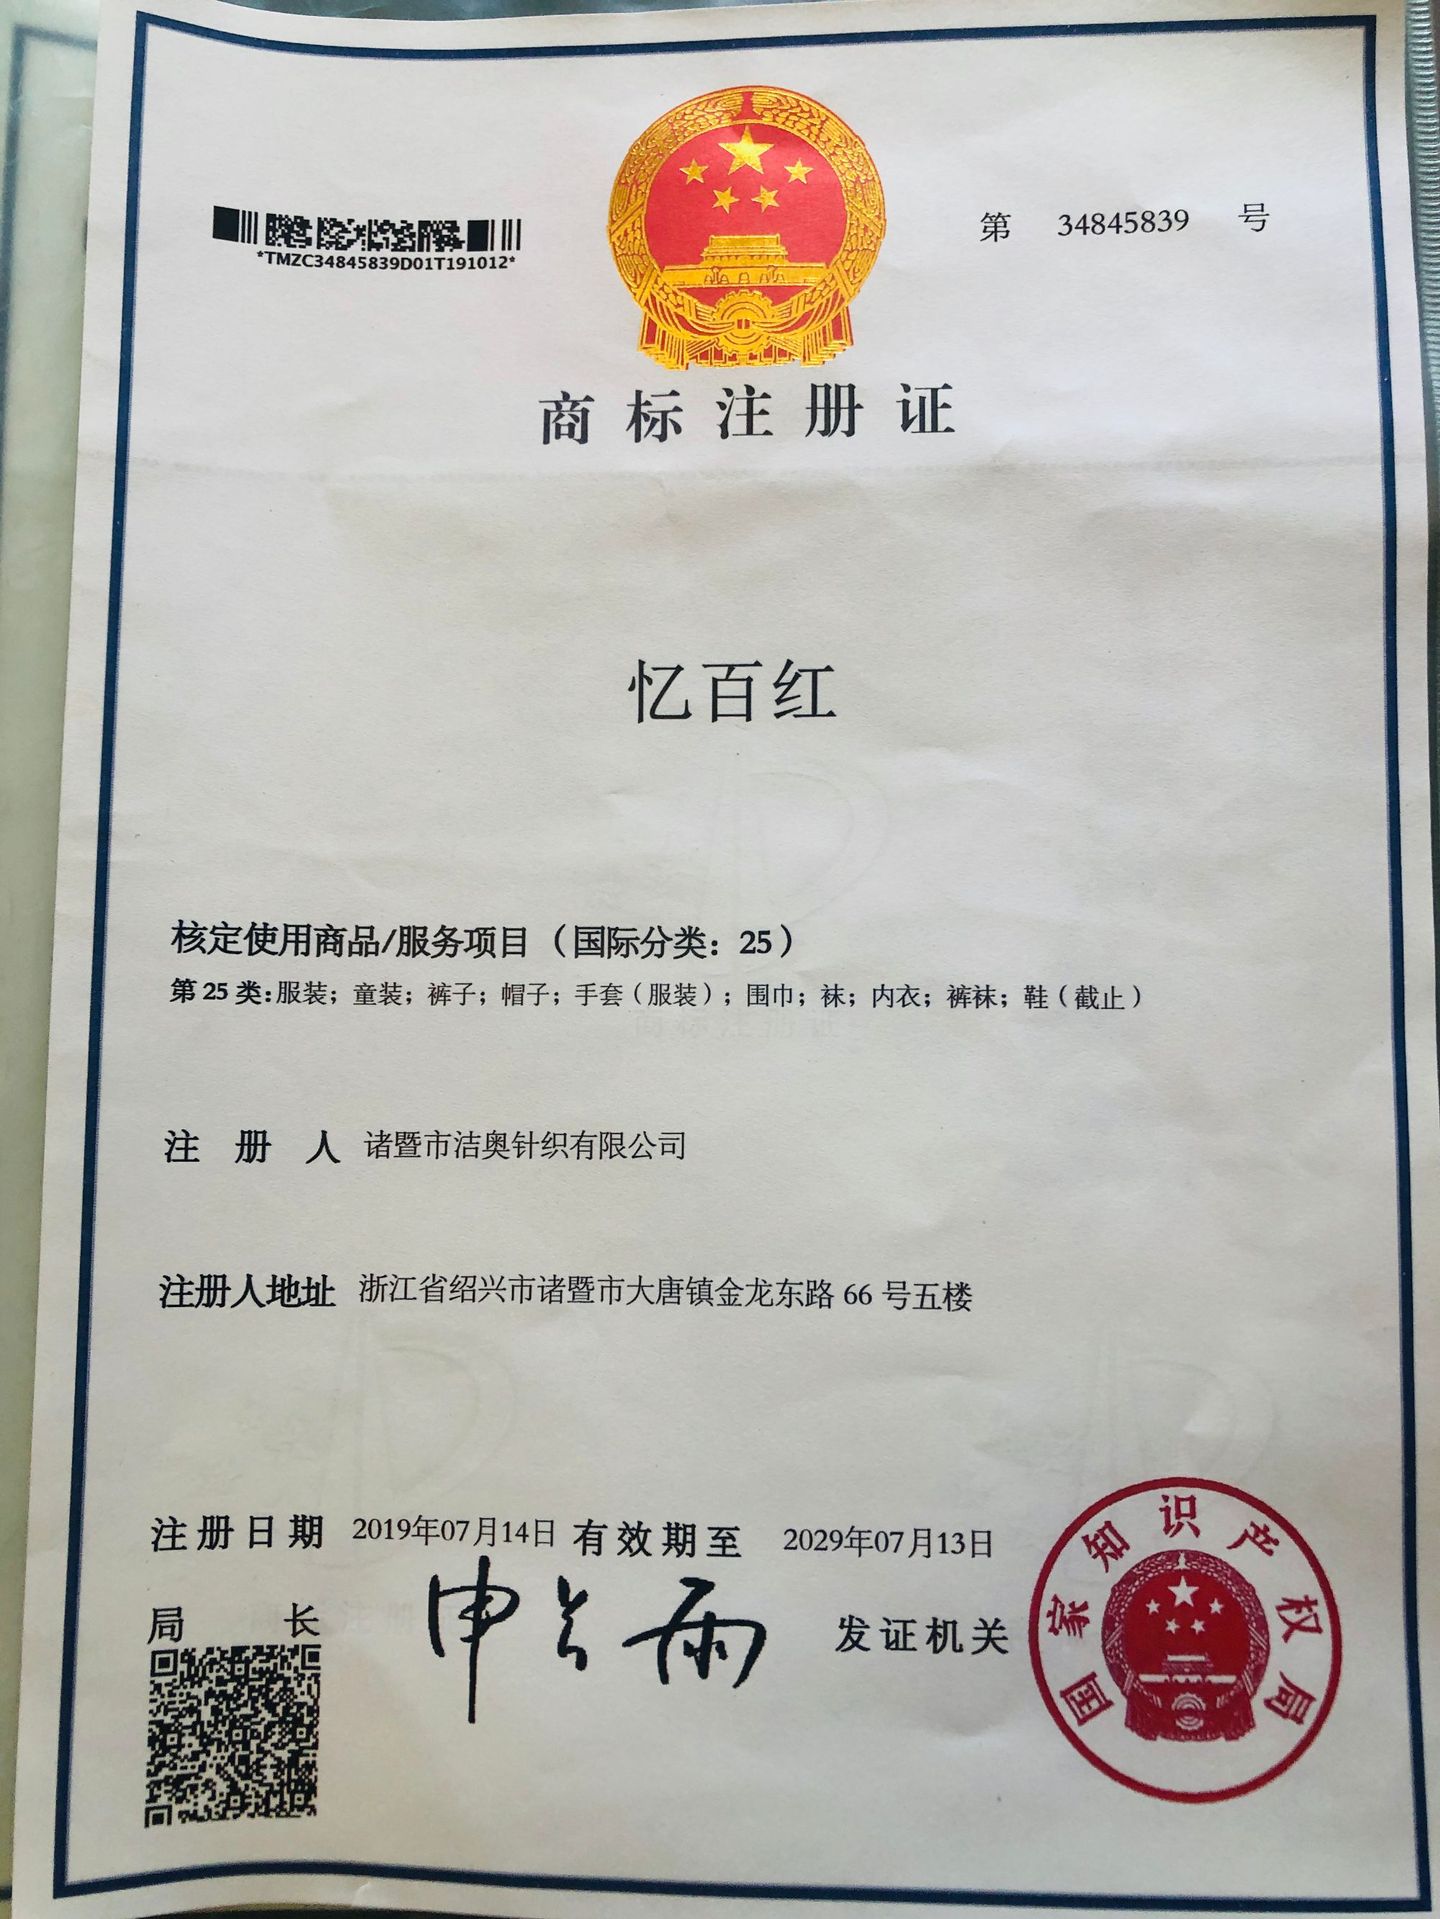 *TMZC34845839D01T191012*
第 34845839 号
商标注册证
忆百红
核定使用商品/服务项目（国际分类：25）
第25类:服装；童装；裤子；帽子；手套（服装）；围巾；袜；内衣；裤袜；鞋（截止）
注册人 诸暨市洁奥针织有限公司
注册人地址 浙江省绍兴市诸暨市大唐镇金龙东路 66 号五楼
注册日期 2019年07月14日 有效期至 2029年07月13日
局长 申长雨 发证机关
国家知识产权局